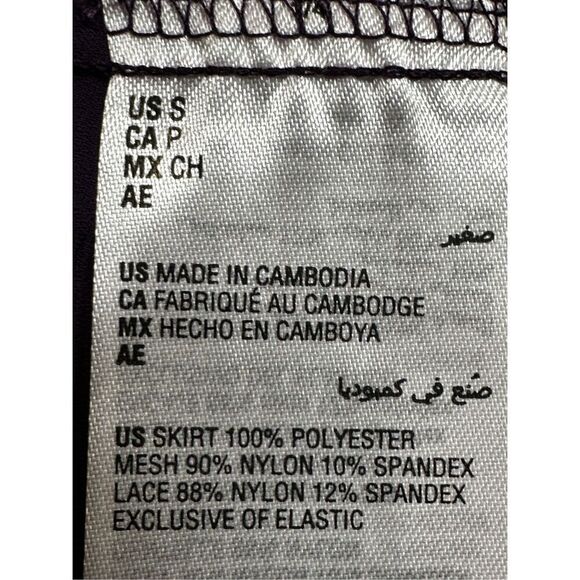 US S
CA P
MX CH
AE
صغير
US MADE IN CAMBODIA
CA FABRIQUÉ AU CAMBODGE
MX HECHO EN CAMBOYA
AE
صُنع في كمبوديا
US SKIRT 100% POLYESTER
MESH 90% NYLON 10% SPANDEX
LACE 88% NYLON 12% SPANDEX
EXCLUSIVE OF ELASTIC